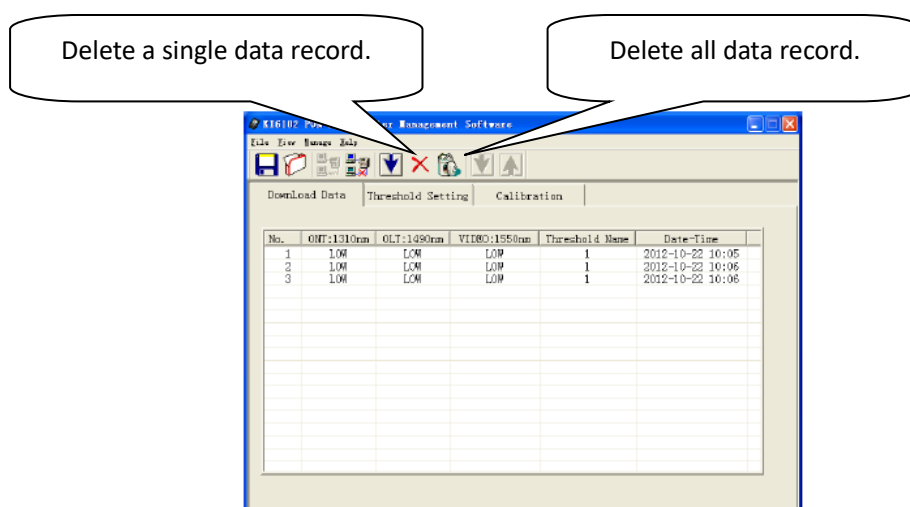 Delete a single data record.
Delete all data record.
KI6102 Management Software
File View Manage Help
Download Data Threshold Setting Calibration
No. ONT:1310nm OLT:1490nm VIDEO:1550nm Threshold Name Date-Time
1 LOW LOW LOW 1 2012-10-22 10:05
2 LOW LOW LOW 1 2012-10-22 10:06
3 LOW LOW LOW 1 2012-10-22 10:06